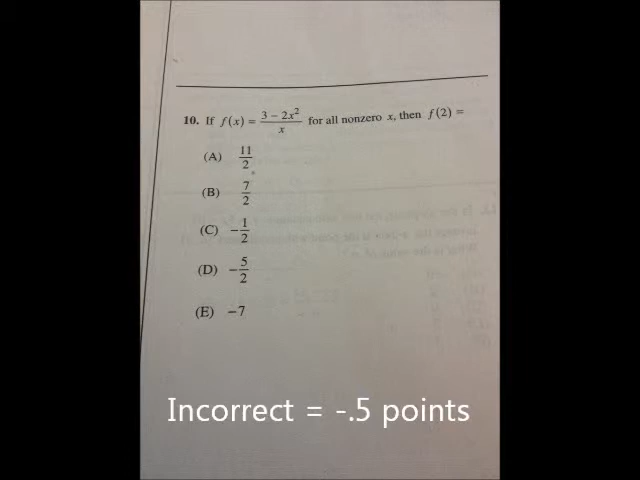 10. If f(x) = (3 − 2x²)/x for all nonzero x, then f(2) =
(A) 11/2
(B) 7/2
(C) −1/2
(D) −5/2
(E) −7
Incorrect = -.5 points